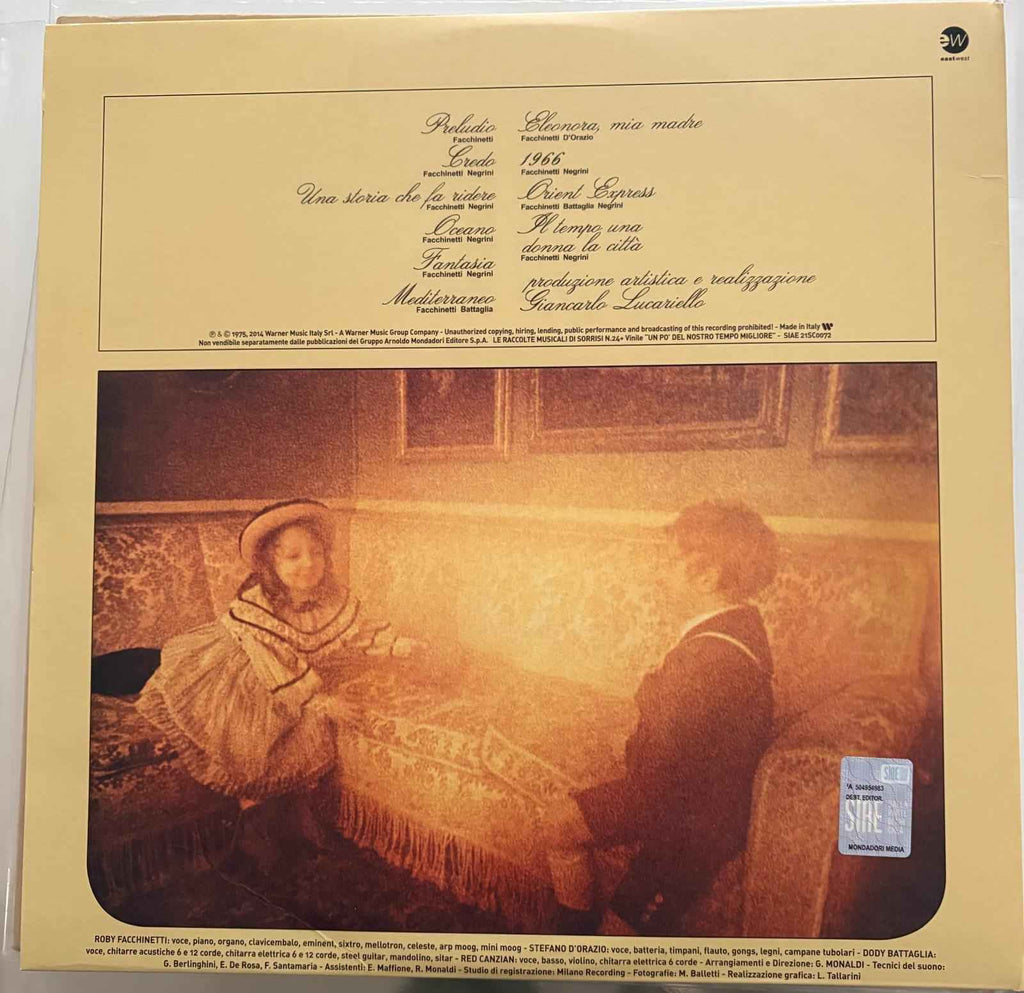 ew
eastwest
Preludio
Facchinetti
Credo
Facchinetti Negrini
Una storia che fa ridere
Facchinetti Negrini
Oceano
Facchinetti Negrini
Fantasia
Facchinetti Negrini
Mediterraneo
Facchinetti Battaglia
Eleonora, mia madre
Facchinetti D'Orazio
1966
Facchinetti Negrini
Orient Express
Facchinetti Battaglia Negrini
Il tempo, una
donna la città
Facchinetti Negrini
produzione artistica e realizzazione
Giancarlo Lucariello
℗ & © 1975, 2014 Warner Music Italy Srl - A Warner Music Group Company - Unauthorized copying, hiring, lending, public performance and broadcasting of this recording prohibited! - Made in Italy
Non vendibile separatamente dalle pubblicazioni del Gruppo Arnoldo Mondadori Editore S.p.A. LE RACCOLTE MUSICALI DI SORRISI N.24+ Vinile "UN PO' DEL NOSTRO TEMPO MIGLIORE" - SIAE 21SC0072
SIAE
DEST. EDITOR.
SIAE
MONDADORI MEDIA
ROBY FACCHINETTI: voce, piano, organo, clavicembalo, eminent, sixtro, mellotron, celeste, arp moog, mini moog - STEFANO D'ORAZIO: voce, batteria, timpani, flauto, gongs, legni, campane tubolari - DODY BATTAGLIA:
voce, chitarre acustiche 6 e 12 corde, chitarra elettrica 6 e 12 corde, steel guitar, mandolino, sitar - RED CANZIAN: voce, basso, violino, chitarra elettrica 6 corde - Arrangiamenti e Direzione: G. MONALDI - Tecnici del suono:
G. Berlinghini, E. De Rosa, F. Santamaria - Assistenti: E. Maffione, R. Monaldi - Studio di registrazione: Milano Recording - Fotografie: M. Balletti - Realizzazione grafica: L. Tallarini